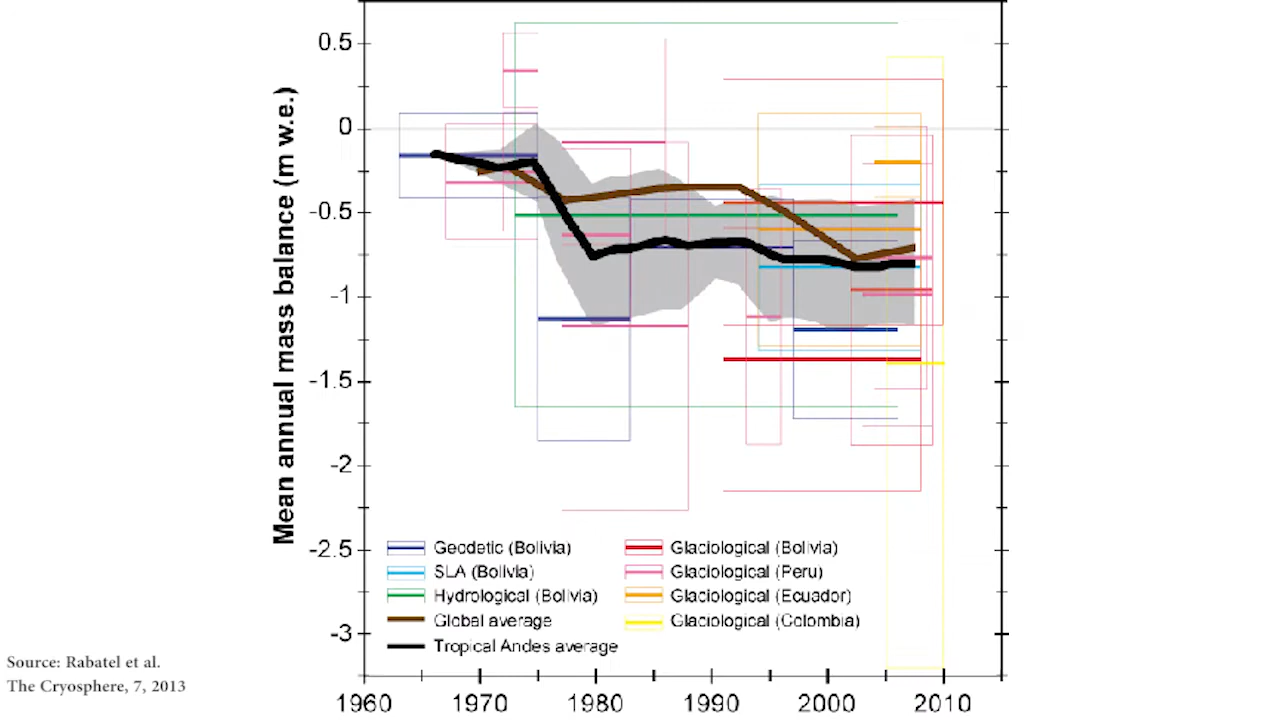 Mean annual mass balance (m w.e.)
0.5
0
-0.5
-1
-1.5
-2
-2.5
-3
Geodetic (Bolivia)
SLA (Bolivia)
Hydrological (Bolivia)
Global average
Tropical Andes average
Glaciological (Bolivia)
Glaciological (Peru)
Glaciological (Ecuador)
Glaciological (Colombia)
1960 1970 1980 1990 2000 2010
Source: Rabatel et al.
The Cryosphere, 7, 2013